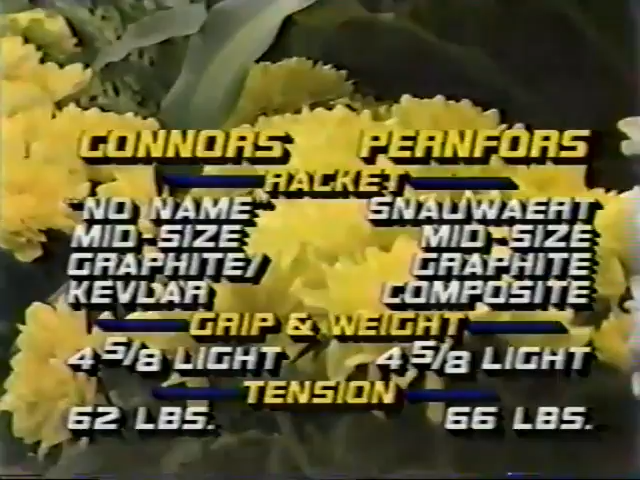 CONNORS PERNFORS
RACKET
"NO NAME" SNAUWAERT
MID-SIZE MID-SIZE
GRAPHITE/ GRAPHITE
KEVLAR COMPOSITE
GRIP & WEIGHT
4 5/8 LIGHT 4 5/8 LIGHT
TENSION
62 LBS. 66 LBS.